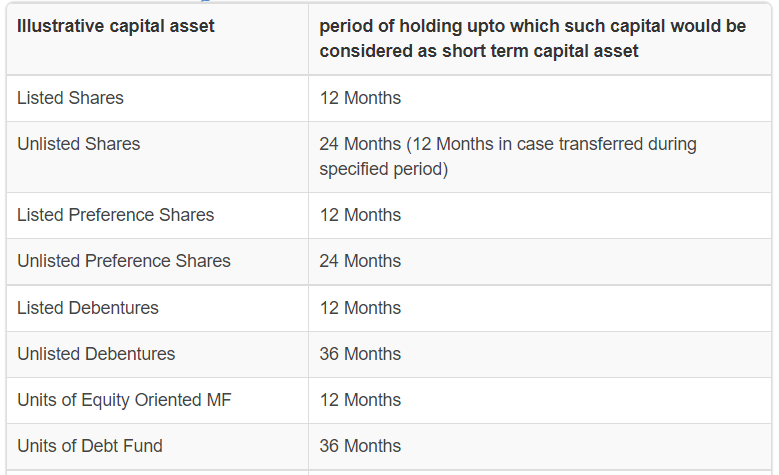 Illustrative capital asset
period of holding upto which such capital would be
considered as short term capital asset
Listed Shares
12 Months
Unlisted Shares
24 Months (12 Months in case transferred during
specified period)
Listed Preference Shares
12 Months
Unlisted Preference Shares
24 Months
Listed Debentures
12 Months
Unlisted Debentures
36 Months
Units of Equity Oriented MF
12 Months
Units of Debt Fund
36 Months